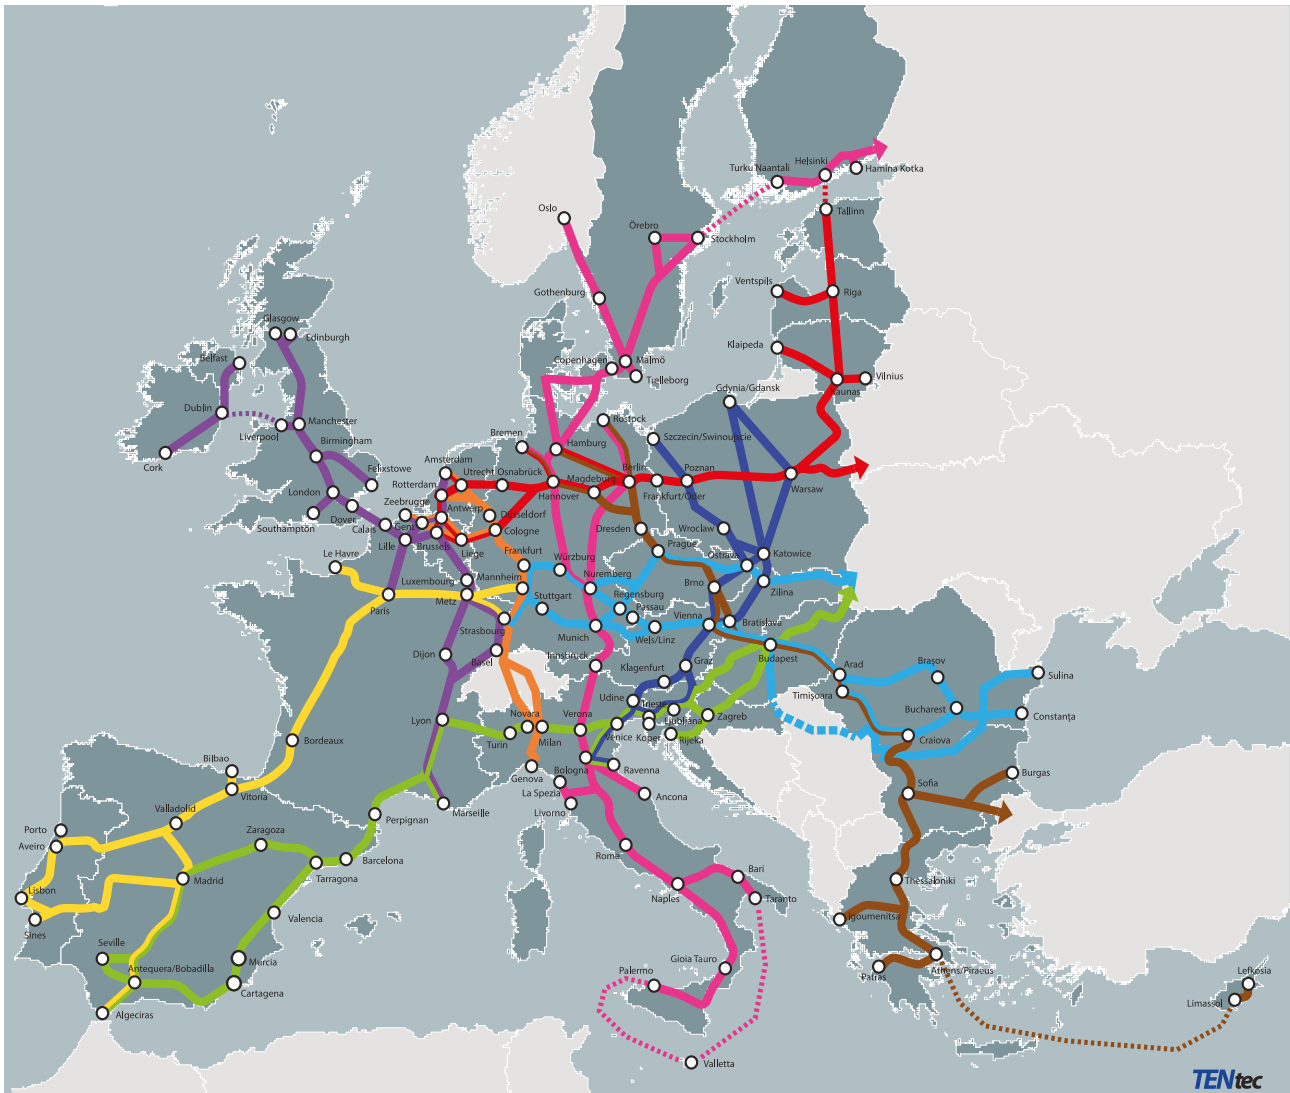 Helsinki
Turku Naantali
Hamina Kotka
Oslo
Tallinn
Örebro
Stockholm
Ventspils
Riga
Gothenburg
Glasgow
Edinburgh
Klaipeda
Belfast
Copenhagen
Malmö
Trelleborg
Vilnius
Kaunas
Gdynia/Gdansk
Dublin
Manchester
Liverpool
Rostock
Bremen
Hamburg
Szczecin/Swinoujscie
Birmingham
Cork
Felixstowe
Amsterdam
Utrecht
Osnabrück
Magdeburg
Berlin
Poznan
Rotterdam
Hannover
Frankfurt/Oder
Warsaw
London
Zeebrugge
Antwerp
Düsseldorf
Southampton
Dover
Calais
Gent
Cologne
Dresden
Wroclaw
Lille
Brussels
Liege
Prague
Ostrava
Katowice
Le Havre
Frankfurt
Würzburg
Luxembourg
Mannheim
Nuremberg
Brno
Zilina
Paris
Metz
Stuttgart
Regensburg
Passau
Strasbourg
Munich
Wels/Linz
Vienna
Bratislava
Dijon
Basel
Innsbruck
Klagenfurt
Graz
Budapest
Arad
Braşov
Sulina
Timişoara
Udine
Trieste
Ljubljana
Zagreb
Bucharest
Constanţa
Lyon
Novara
Verona
Turin
Milan
Venice
Koper
Rijeka
Craiova
Bordeaux
Genova
Bologna
Ravenna
Bilbao
Burgas
Sofia
Vitoria
La Spezia
Ancona
Livorno
Marseille
Valladolid
Perpignan
Porto
Aveiro
Zaragoza
Roma
Barcelona
Tarragona
Madrid
Bari
Thessaloniki
Lisbon
Naples
Taranto
Sines
Valencia
Igoumenitsa
Seville
Murcia
Gioia Tauro
Patras
Athens/Piraeus
Antequera/Bobadilla
Palermo
Lefkosia
Cartagena
Limassol
Algeciras
Valletta
TENtec